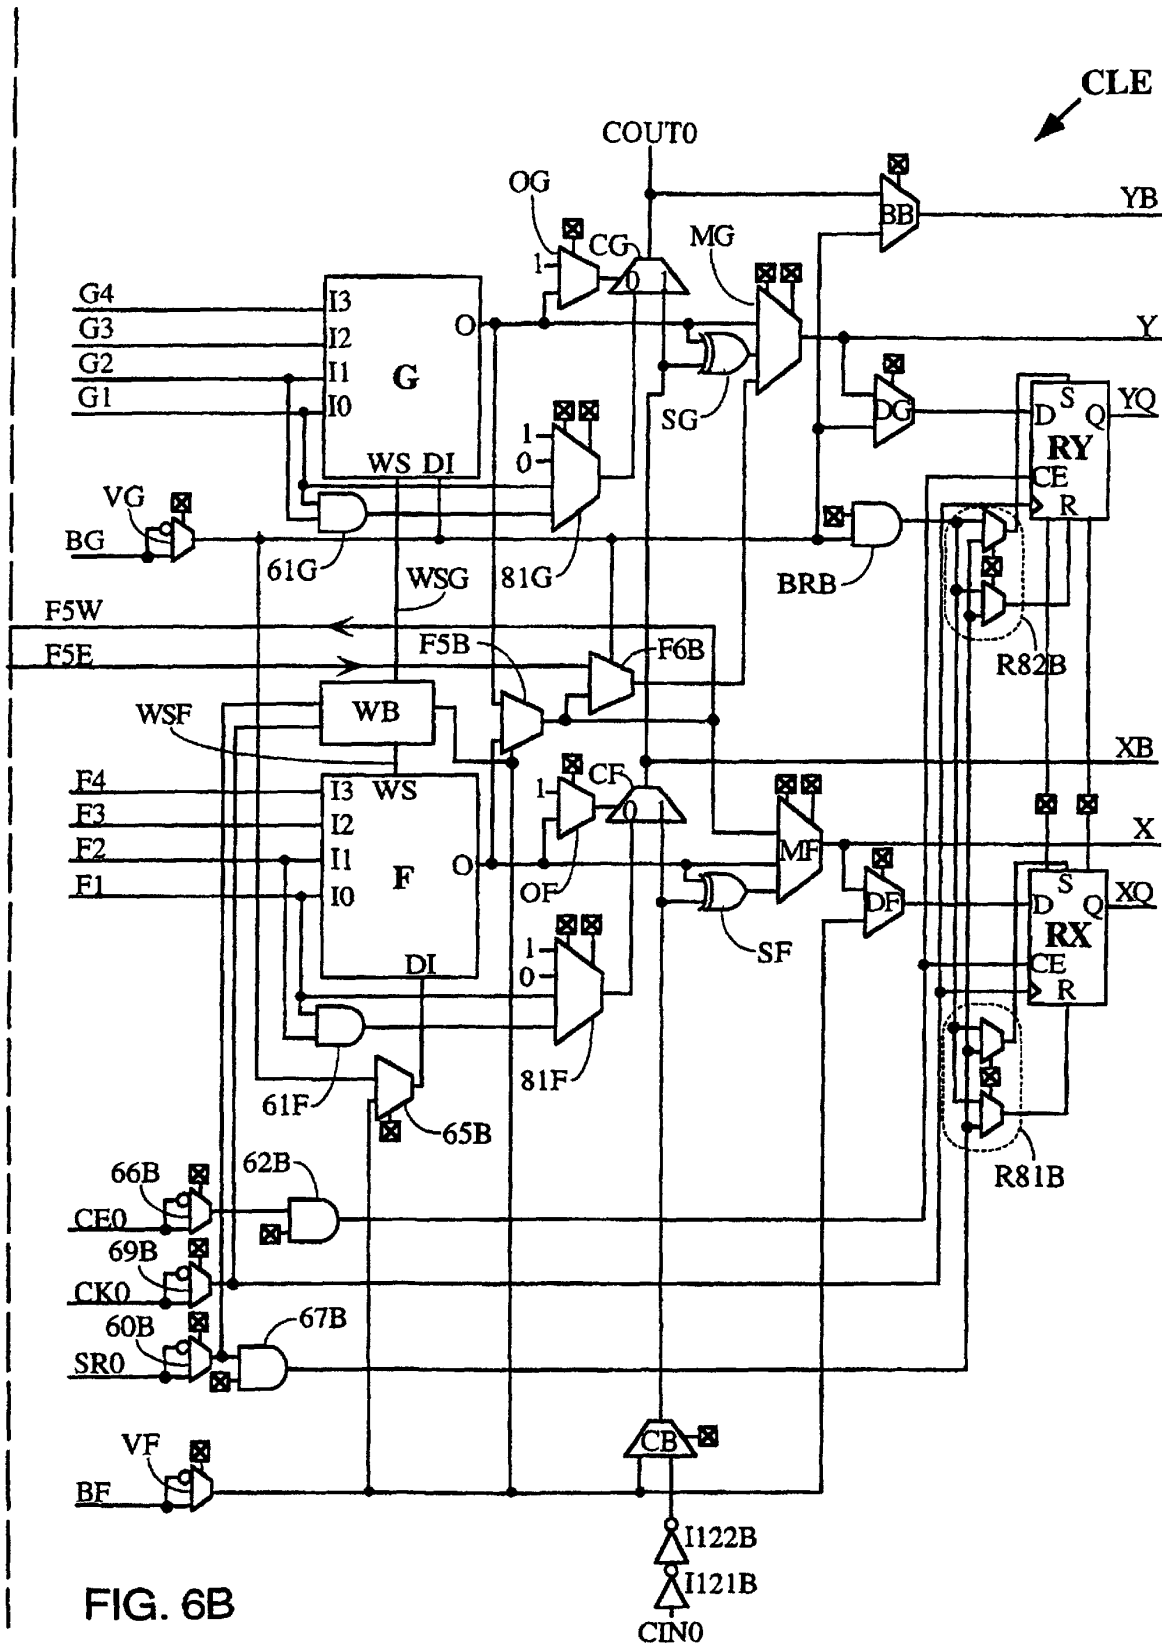 CLE
COUT0
OG
CG
MG
BB
YB
1
0 1
G4
G3
G2
G1
I3
I2
I1
I0
G
O
WS DI
SG
Y
DG
S
D Q
RY
CE
R
YQ
1
0
VG
BG
61G
81G
WSG
BRB
R82B
F5W
F5E
F5B
F6B
WSF
WB
XB
F4
F3
F2
F1
I3
I2
I1
I0
WS
F
O
DI
1
CF
0 1
OF
MF
X
DF
SF
S
D Q
RX
CE
R
XQ
1
0
61F
81F
65B
R81B
66B
62B
CE0
69B
CK0
60B
67B
SR0
VF
BF
CB
I122B
I121B
CIN0
FIG. 6B